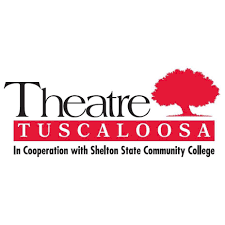 Theatre
TUSCALOOSA
In Cooperation with Shelton State Community College